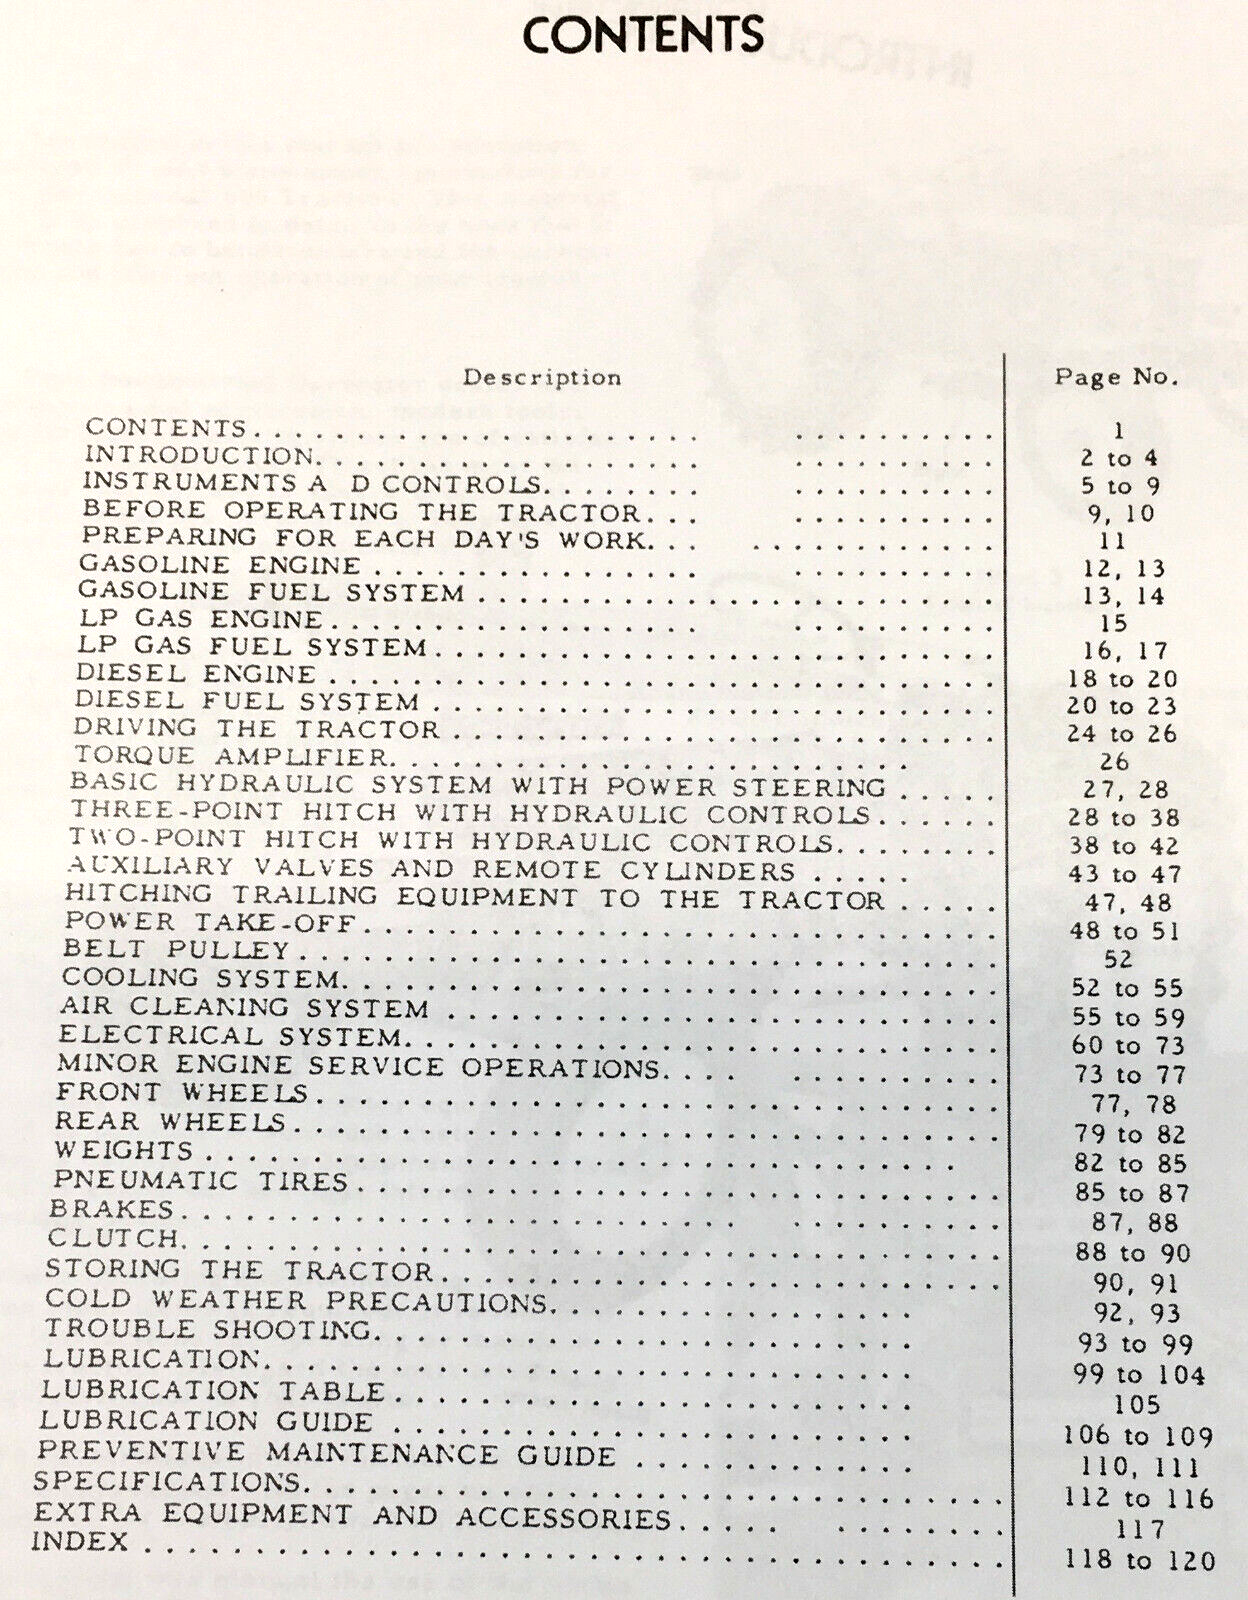 CONTENTS
Description Page No.
CONTENTS. . . . . . . . . . . . . . . . . . . . . . . . . . . . . . . 1
INTRODUCTION. . . . . . . . . . . . . . . . . . . . . . . . . . . 2 to 4
INSTRUMENTS A D CONTROLS. . . . . . . . . . . . . . . . . . 5 to 9
BEFORE OPERATING THE TRACTOR. . . . . . . . . . . . . 9, 10
PREPARING FOR EACH DAY'S WORK. . . . . . . . . . . . . . 11
GASOLINE ENGINE . . . . . . . . . . . . . . . . . . . . . . . . . 12, 13
GASOLINE FUEL SYSTEM . . . . . . . . . . . . . . . . . . . . . 13, 14
LP GAS ENGINE . . . . . . . . . . . . . . . . . . . . . . . . . . . 15
LP GAS FUEL SYSTEM. . . . . . . . . . . . . . . . . . . . . . . . 16, 17
DIESEL ENGINE . . . . . . . . . . . . . . . . . . . . . . . . . . . . 18 to 20
DIESEL FUEL SYSTEM . . . . . . . . . . . . . . . . . . . . . . . . 20 to 23
DRIVING THE TRACTOR . . . . . . . . . . . . . . . . . . . . . . . 24 to 26
TORQUE AMPLIFIER. . . . . . . . . . . . . . . . . . . . . . 26
BASIC HYDRAULIC SYSTEM WITH POWER STEERING . . . . . 27, 28
THREE-POINT HITCH WITH HYDRAULIC CONTROLS. . . . . . 28 to 38
TWO-POINT HITCH WITH HYDRAULIC CONTROLS. . . . . . . . 38 to 42
AUXILIARY VALVES AND REMOTE CYLINDERS . . . . . 43 to 47
HITCHING TRAILING EQUIPMENT TO THE TRACTOR . . . . . 47, 48
POWER TAKE-OFF. . . . . . . . . . . . . . . . . . . . . . . . . . . 48 to 51
BELT PULLEY. . . . . . . . . . . . . . . . . . . . . . . . . . . . . . 52
COOLING SYSTEM. . . . . . . . . . . . . . . . . . . . . . . . . . . . 52 to 55
AIR CLEANING SYSTEM . . . . . . . . . . . . . . . . . . . . . . . 55 to 59
ELECTRICAL SYSTEM. . . . . . . . . . . . . . . . . . . . . . . . . 60 to 73
MINOR ENGINE SERVICE OPERATIONS. . . . . . . . . . . . . 73 to 77
FRONT WHEELS. . . . . . . . . . . . . . . . . . . . . . . . . . . . . 77, 78
REAR WHEELS. . . . . . . . . . . . . . . . . . . . . . . . . . . . . . 79 to 82
WEIGHTS . . . . . . . . . . . . . . . . . . . . . . . . . . . . . . . 82 to 85
PNEUMATIC TIRES . . . . . . . . . . . . . . . . . . . . . . . . . . . 85 to 87
BRAKES. . . . . . . . . . . . . . . . . . . . . . . . . . . . . . . . . 87, 88
CLUTCH. . . . . . . . . . . . . . . . . . . . . . . . . . . . . . . . . . 88 to 90
STORING THE TRACTOR. . . . . . . . . . . . . . . . . . . . . . . 90, 91
COLD WEATHER PRECAUTIONS. . . . . . . . . . . . . . . . 92, 93
TROUBLE SHOOTING. . . . . . . . . . . . . . . . . . . . . . . 93 to 99
LUBRICATION. . . . . . . . . . . . . . . . . . . . . . . . . . . . 99 to 104
LUBRICATION TABLE . . . . . . . . . . . . . . . . . . . . . . 105
LUBRICATION GUIDE . . . . . . . . . . . . . . . . . . . . . . 106 to 109
PREVENTIVE MAINTENANCE GUIDE . . . . . . . . . . . . 110, 111
SPECIFICATIONS. . . . . . . . . . . . . . . . . . . . . . . . . . . . . 112 to 116
EXTRA EQUIPMENT AND ACCESSORIES. . . . . . . . . . . . 117
INDEX . . . . . . . . . . . . . . . . . . . . . . . . . . . . . . . . . . . . 118 to 120